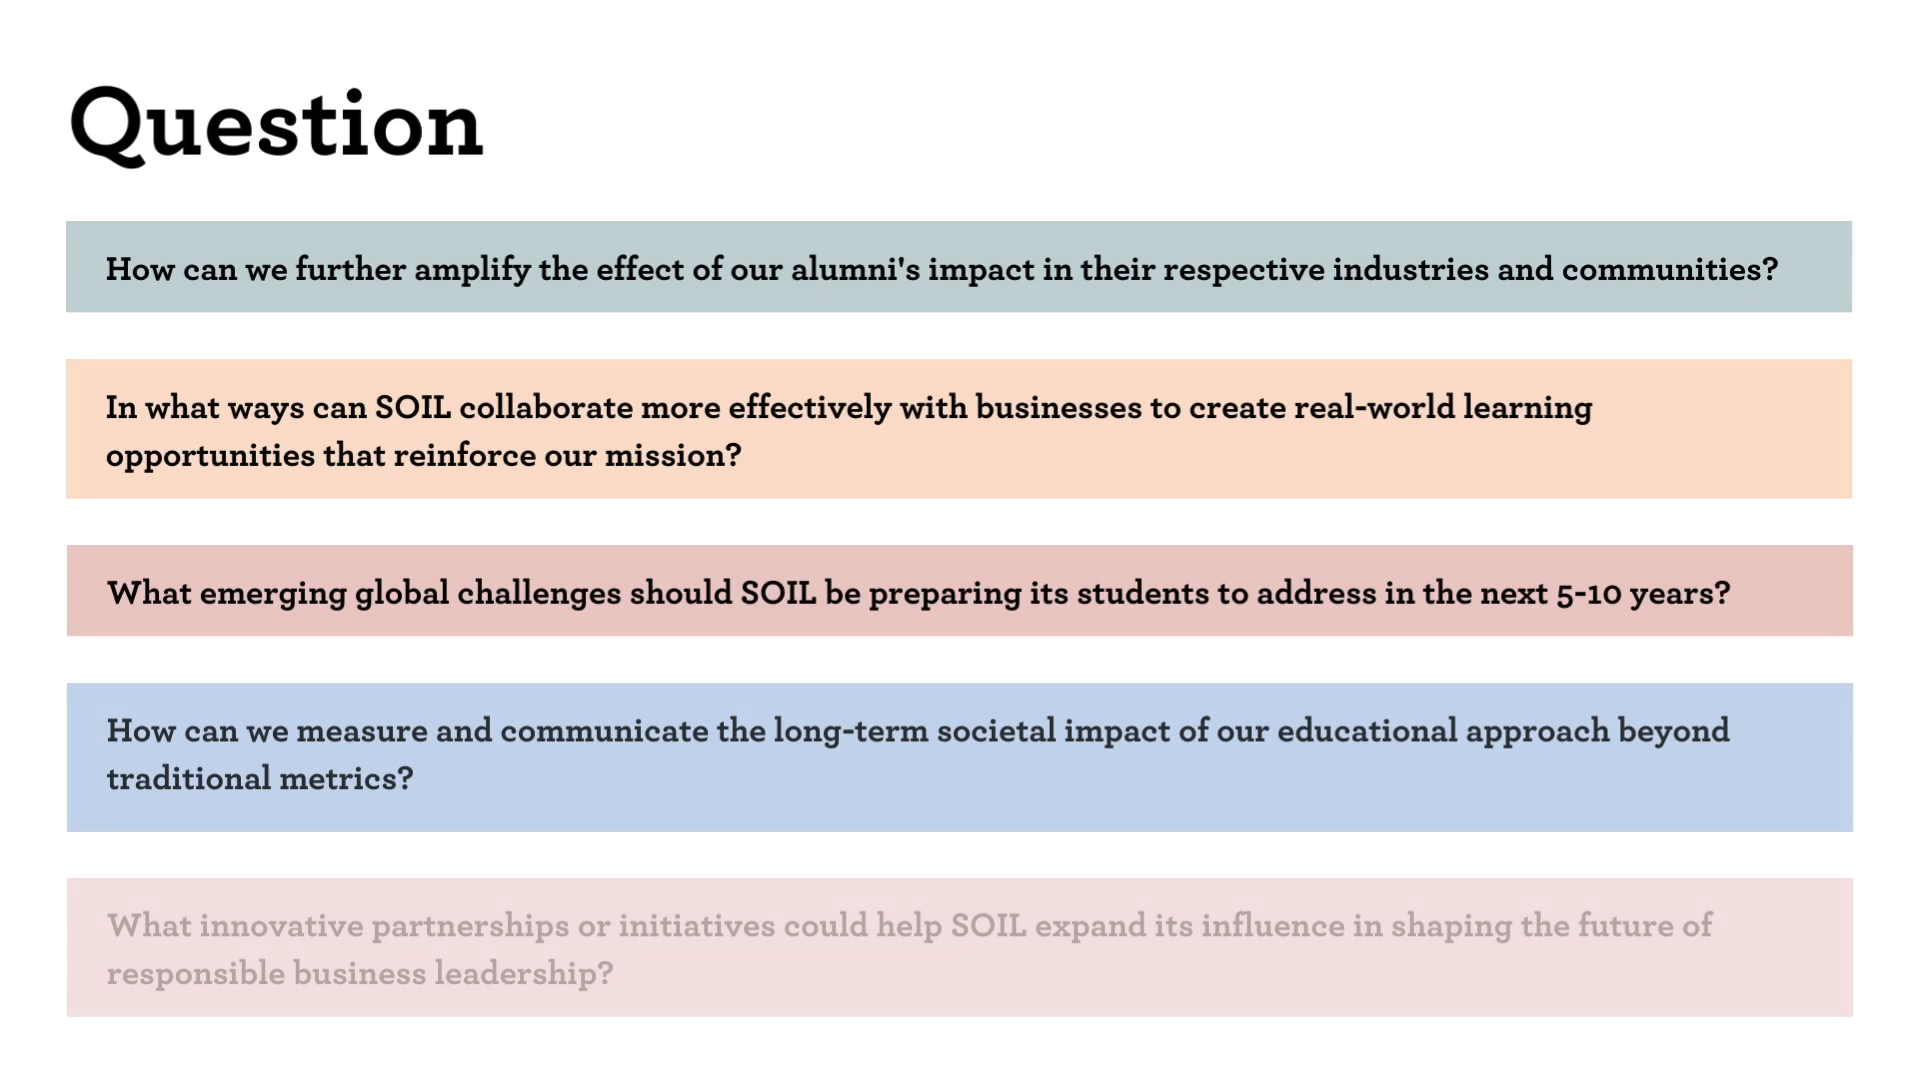 Question
How can we further amplify the effect of our alumni's impact in their respective industries and communities?
In what ways can SOIL collaborate more effectively with businesses to create real-world learning
opportunities that reinforce our mission?
What emerging global challenges should SOIL be preparing its students to address in the next 5-10 years?
How can we measure and communicate the long-term societal impact of our educational approach beyond
traditional metrics?
What innovative partnerships or initiatives could help SOIL expand its influence in shaping the future of
responsible business leadership?